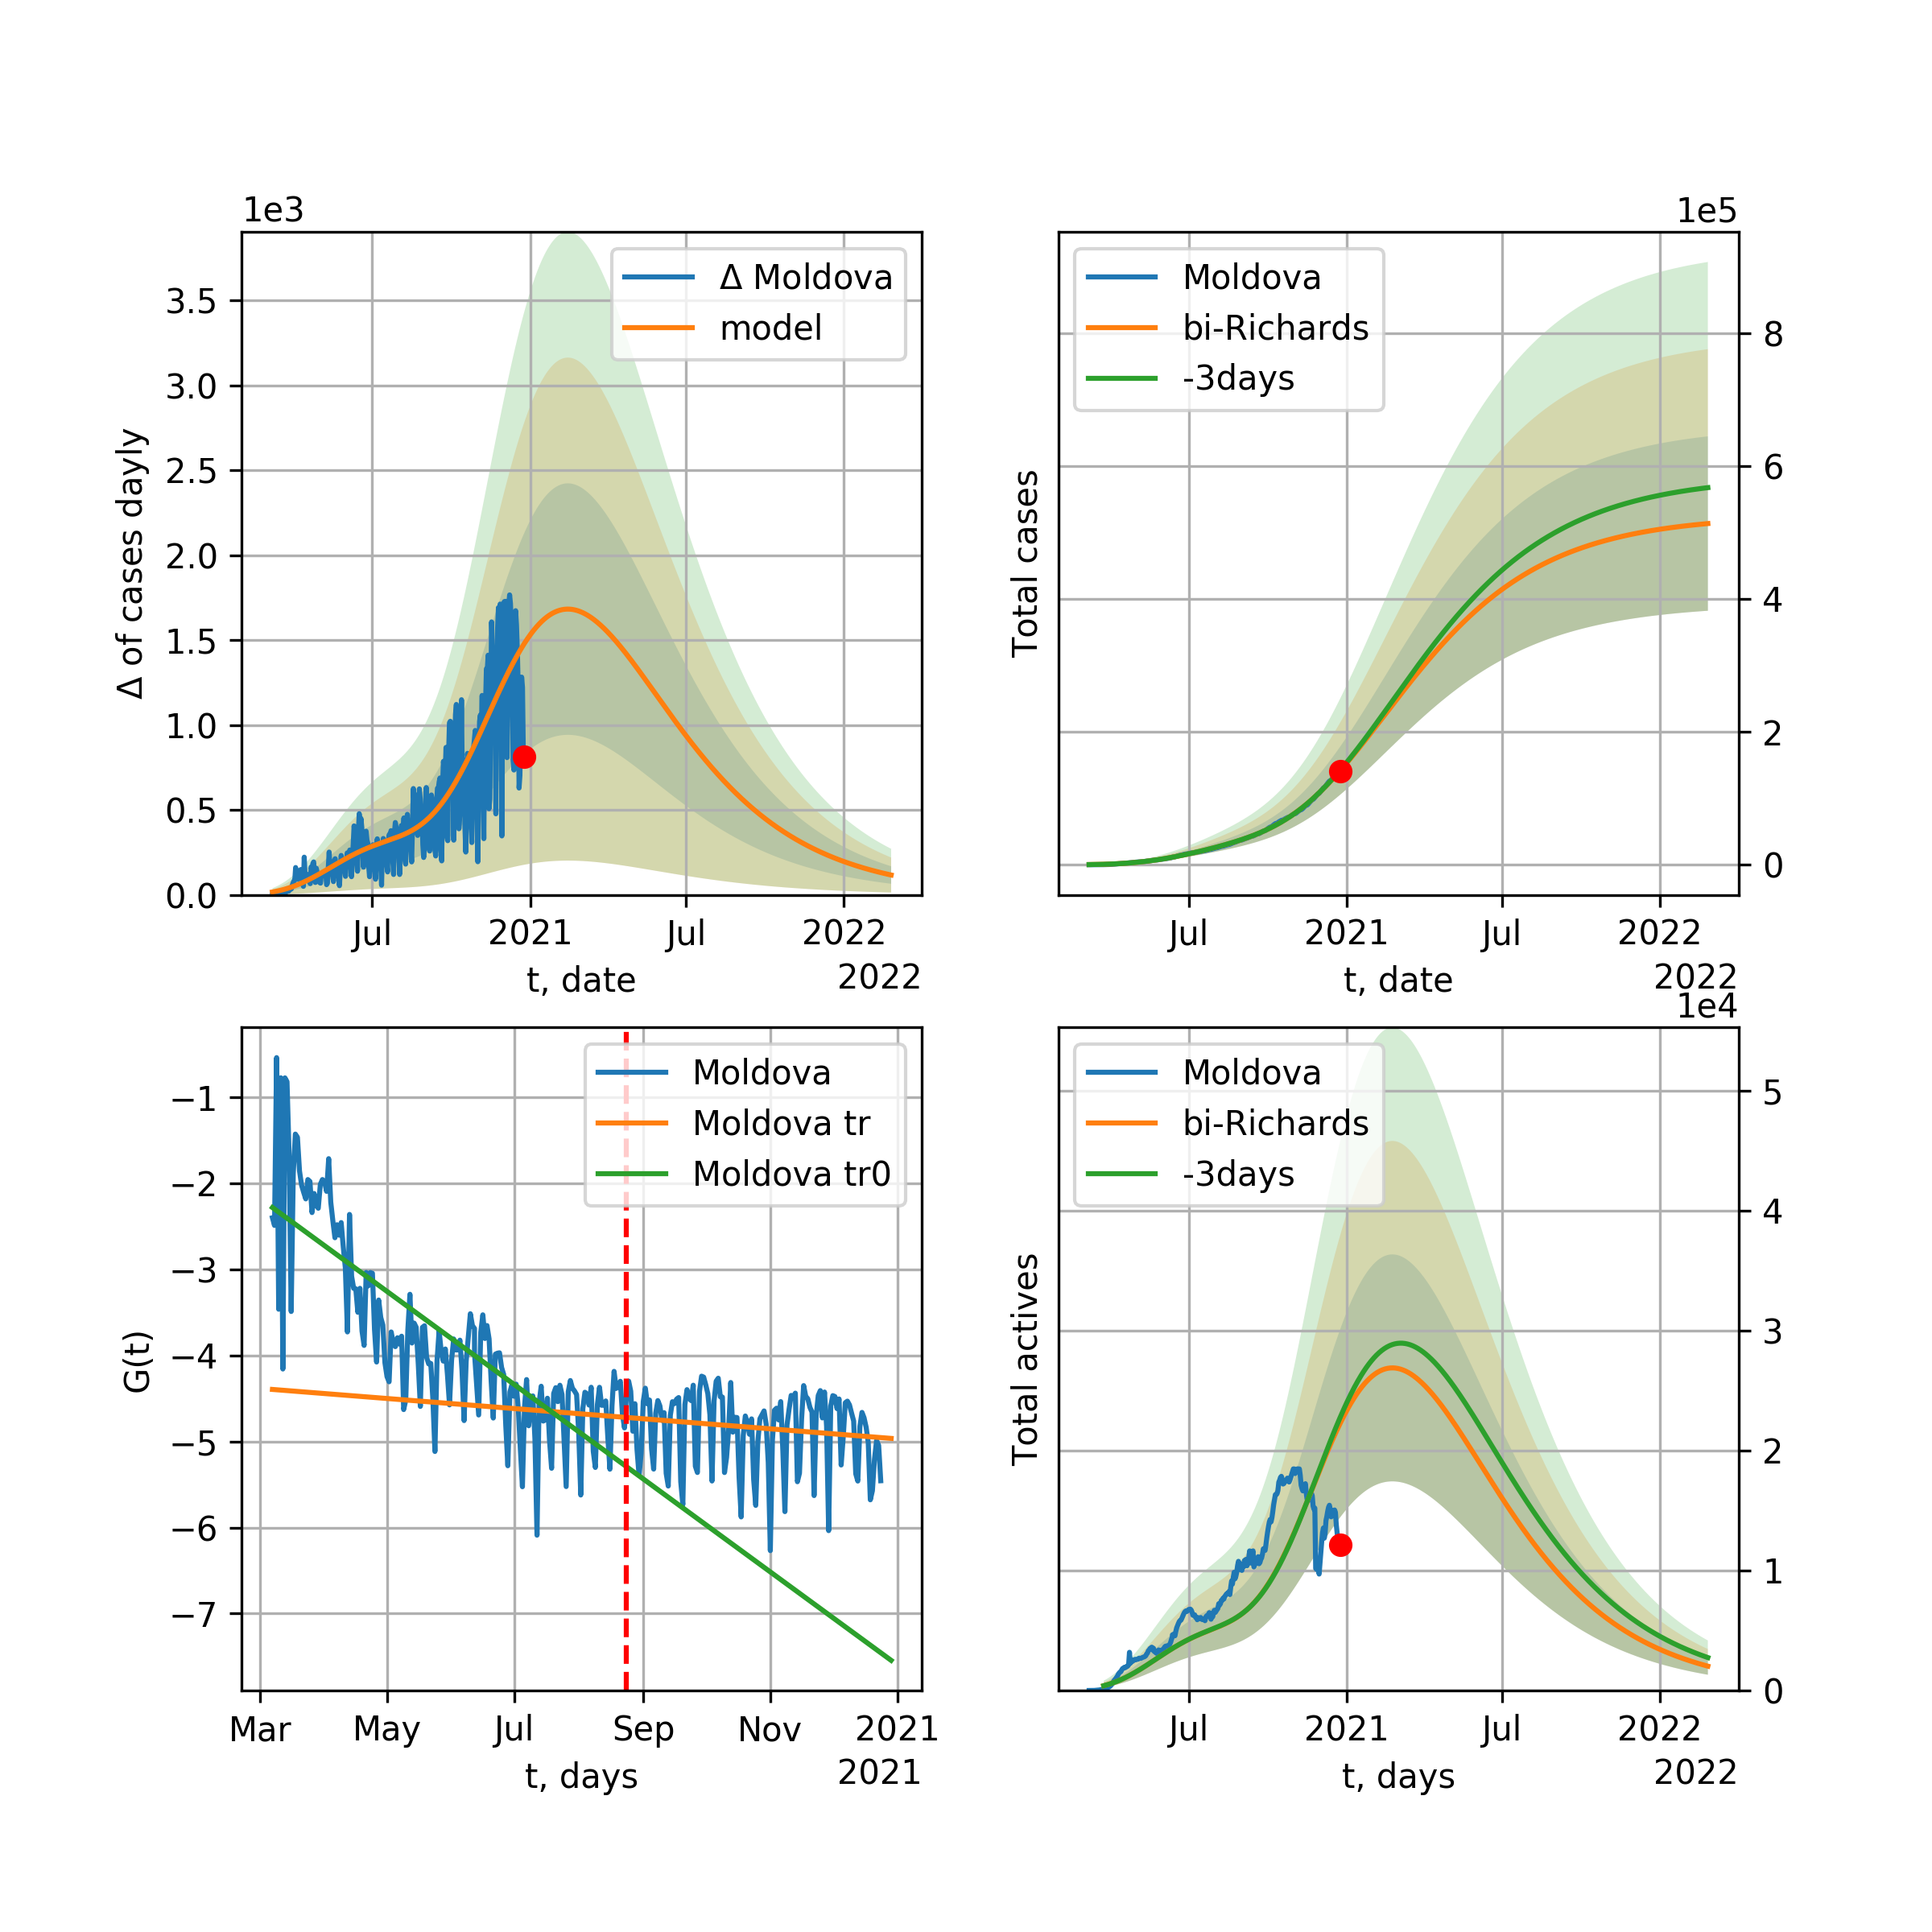 1e3
Δ of cases dayly
3.5
3.0
2.5
2.0
1.5
1.0
0.5
0.0
Δ Moldova
model
Jul
2021
Jul
2022
t, date
2022
1e5
Total cases
Moldova
bi-Richards
-3days
8
6
4
2
0
Jul
2021
Jul
2022
t, date
2022
G(t)
−1
−2
−3
−4
−5
−6
−7
Moldova
Moldova tr
Moldova tr0
Mar
May
Jul
Sep
Nov
2021
t, days
2021
1e4
Total actives
Moldova
bi-Richards
-3days
5
4
3
2
1
0
Jul
2021
Jul
2022
t, days
2022